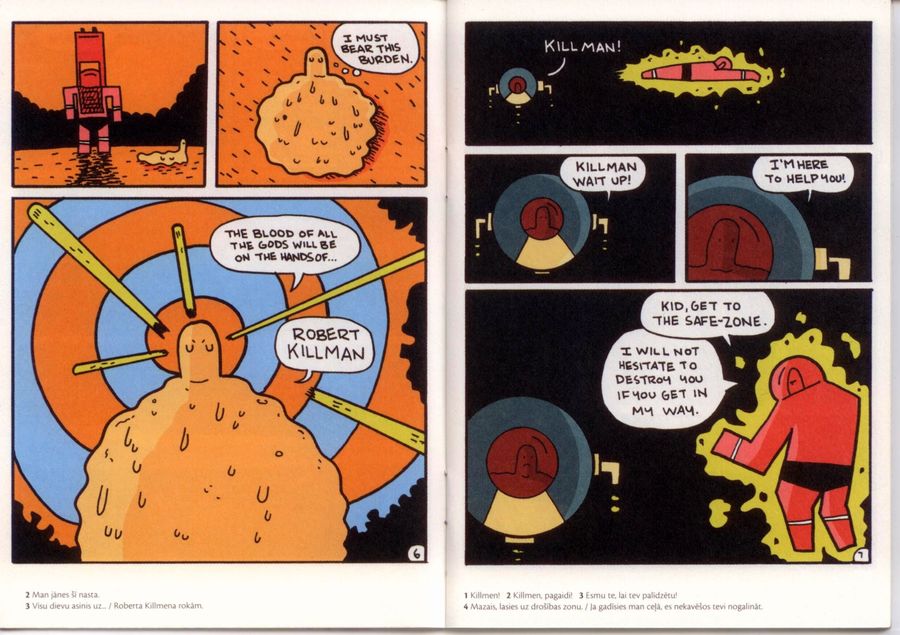 I MUST
BEAR THIS
BURDEN.
THE BLOOD OF ALL
THE GODS WILL BE
ON THE HANDS OF...
ROBERT
KILLMAN
6
2 Man jānes šī nasta.
3 Visu dievu asinis uz... / Roberta Killmena rokām.
KILLMAN!
KILLMAN
WAIT UP!
I'M HERE
TO HELP YOU!
KID, GET TO
THE SAFE-ZONE.
I WILL NOT
HESITATE TO
DESTROY YOU
IF YOU GET IN
MY WAY.
7
1 Killmen! 2 Killmen, pagaidi! 3 Esmu te, lai tev palīdzētu!
4 Mazais, lasies uz drošības zonu. / Ja gadīsies man ceļā, es nekavēšos tevi nogalināt.